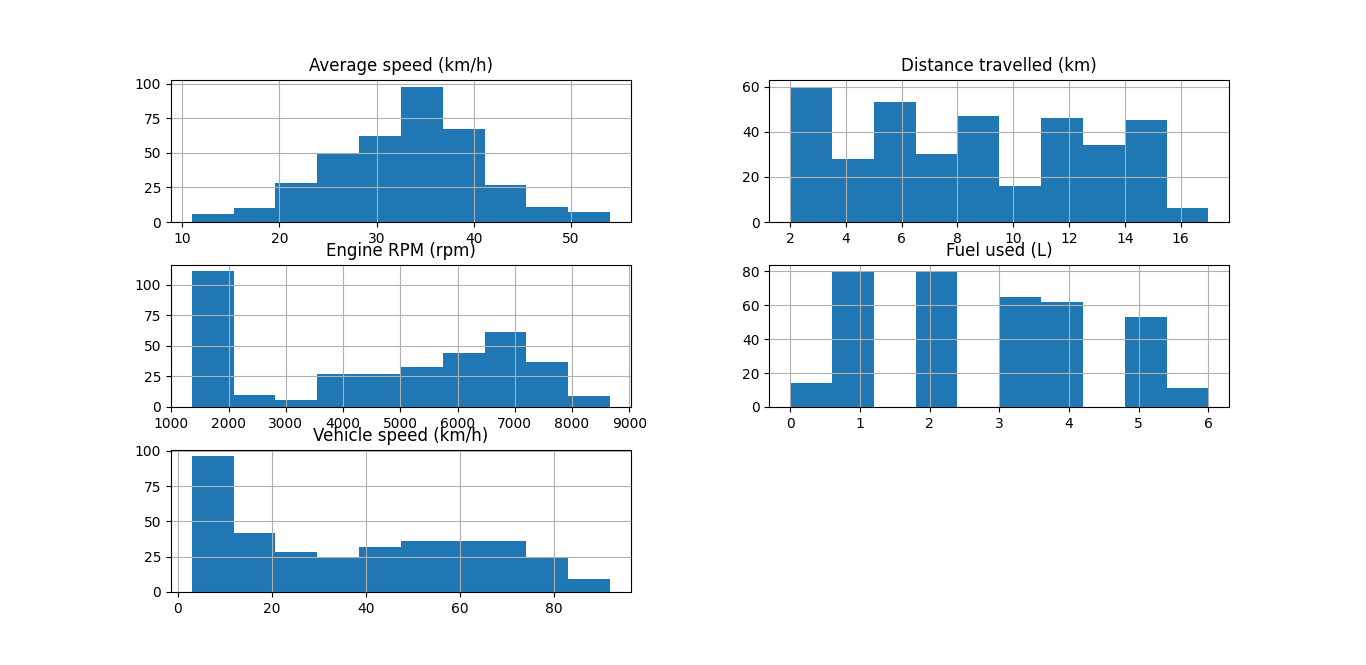 Average speed (km/h)
100
75
50
25
0
10 20 30 40 50
Distance travelled (km)
60
40
20
0
2 4 6 8 10 12 14 16
Engine RPM (rpm)
100
75
50
25
0
1000 2000 3000 4000 5000 6000 7000 8000 9000
Fuel used (L)
80
60
40
20
0
0 1 2 3 4 5 6
Vehicle speed (km/h)
100
75
50
25
0
0 20 40 60 80